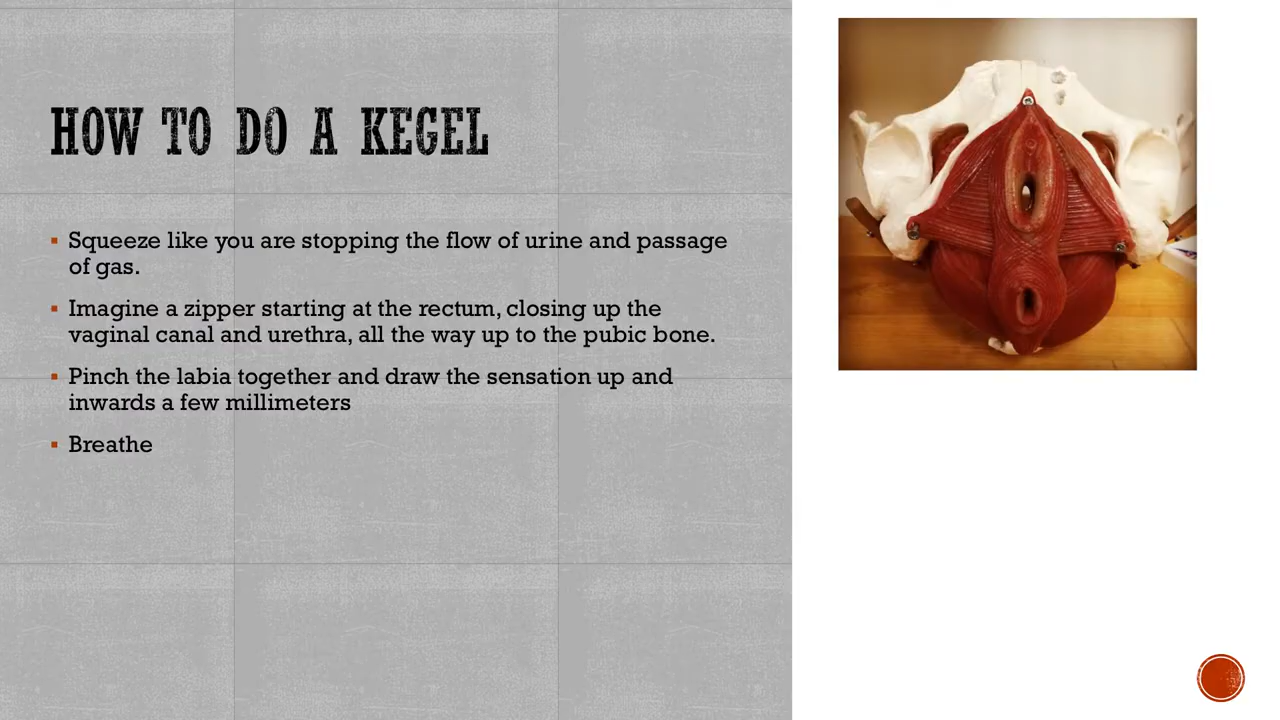 HOW TO DO A KEGEL
Squeeze like you are stopping the flow of urine and passage
of gas.
Imagine a zipper starting at the rectum, closing up the
vaginal canal and urethra, all the way up to the pubic bone.
Pinch the labia together and draw the sensation up and
inwards a few millimeters
Breathe